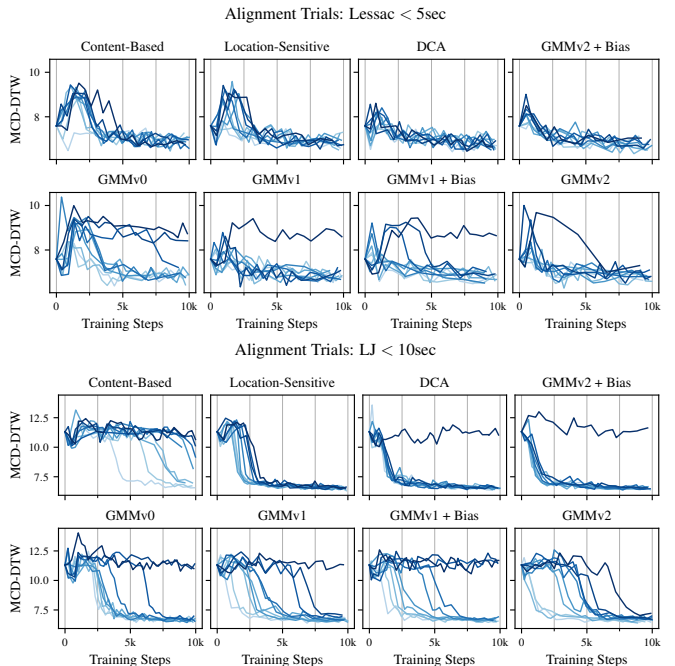 Alignment Trials: Lessac < 5sec
Content-Based Location-Sensitive DCA GMMv2 + Bias
10
8
MCD-DTW
GMMv0 GMMv1 GMMv1 + Bias GMMv2
10
8
MCD-DTW
0 5k 10k 0 5k 10k 0 5k 10k 0 5k 10k
Training Steps Training Steps Training Steps Training Steps
Alignment Trials: LJ < 10sec
Content-Based Location-Sensitive DCA GMMv2 + Bias
12.5
10.0
7.5
MCD-DTW
GMMv0 GMMv1 GMMv1 + Bias GMMv2
12.5
10.0
7.5
MCD-DTW
0 5k 10k 0 5k 10k 0 5k 10k 0 5k 10k
Training Steps Training Steps Training Steps Training Steps